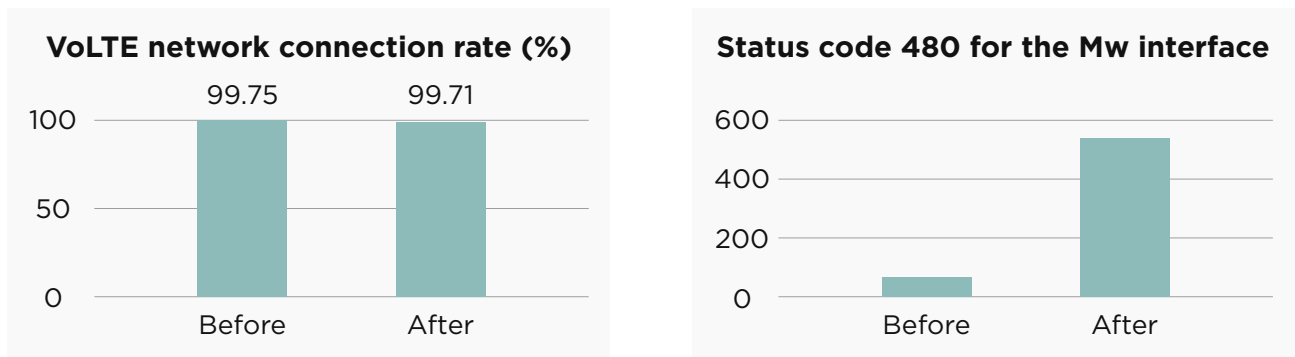 VoLTE network connection rate (%)
99.75 99.71
100
50
0
Before After
Status code 480 for the Mw interface
600
400
200
0
Before After